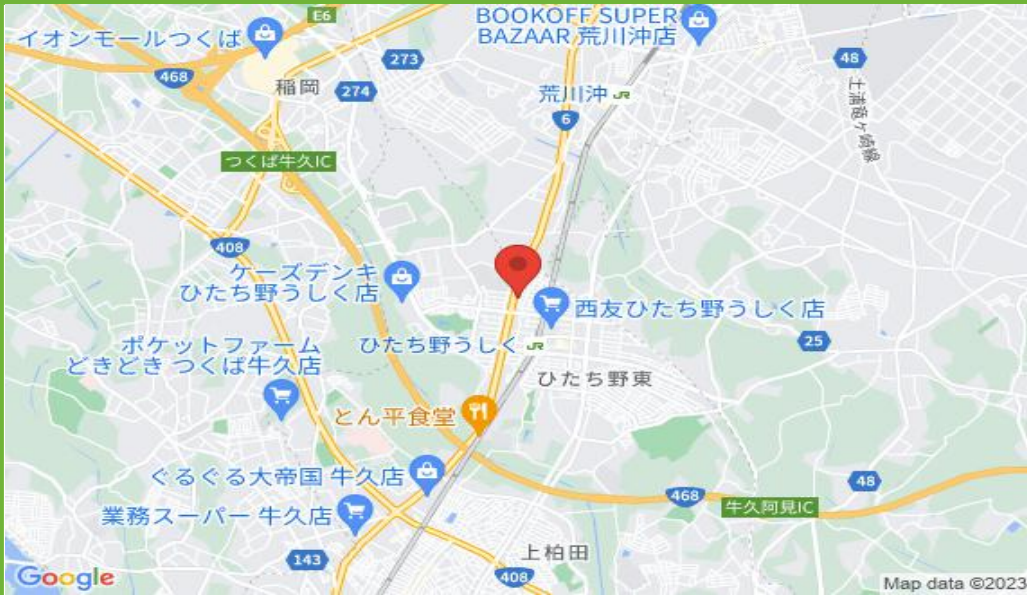 E6
BOOKOFF SUPER
BAZAAR 荒川沖店
イオンモールつくば
273
48
468
稲岡
274
荒川沖 JR
6
土浦竜ヶ崎線
つくば牛久IC
408
ケーズデンキ
ひたち野うしく店
西友ひたち野うしく店
ポケットファーム
どきどき つくば牛久店
ひたち野うしく JR
25
ひたち野東
とん平食堂
ぐるぐる大帝国 牛久店
48
468
牛久阿見IC
業務スーパー 牛久店
143
上柏田
408
Google
Map data ©2023